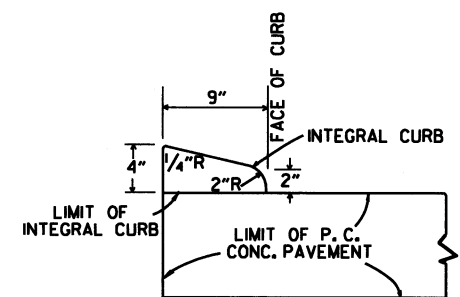 FACE OF CURB
9"
INTEGRAL CURB
4"
1/4"R
2"R
2"
LIMIT OF
INTEGRAL CURB
LIMIT OF P.C.
CONC. PAVEMENT